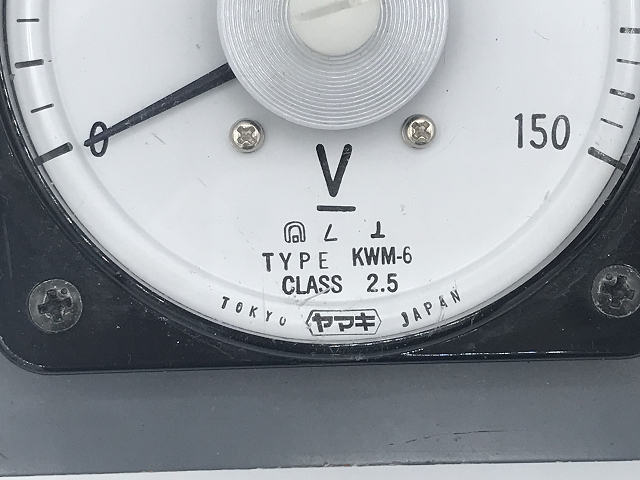 0
150
V
TYPE KWM-6
CLASS 2.5
TOKYO ヤマキ JAPAN